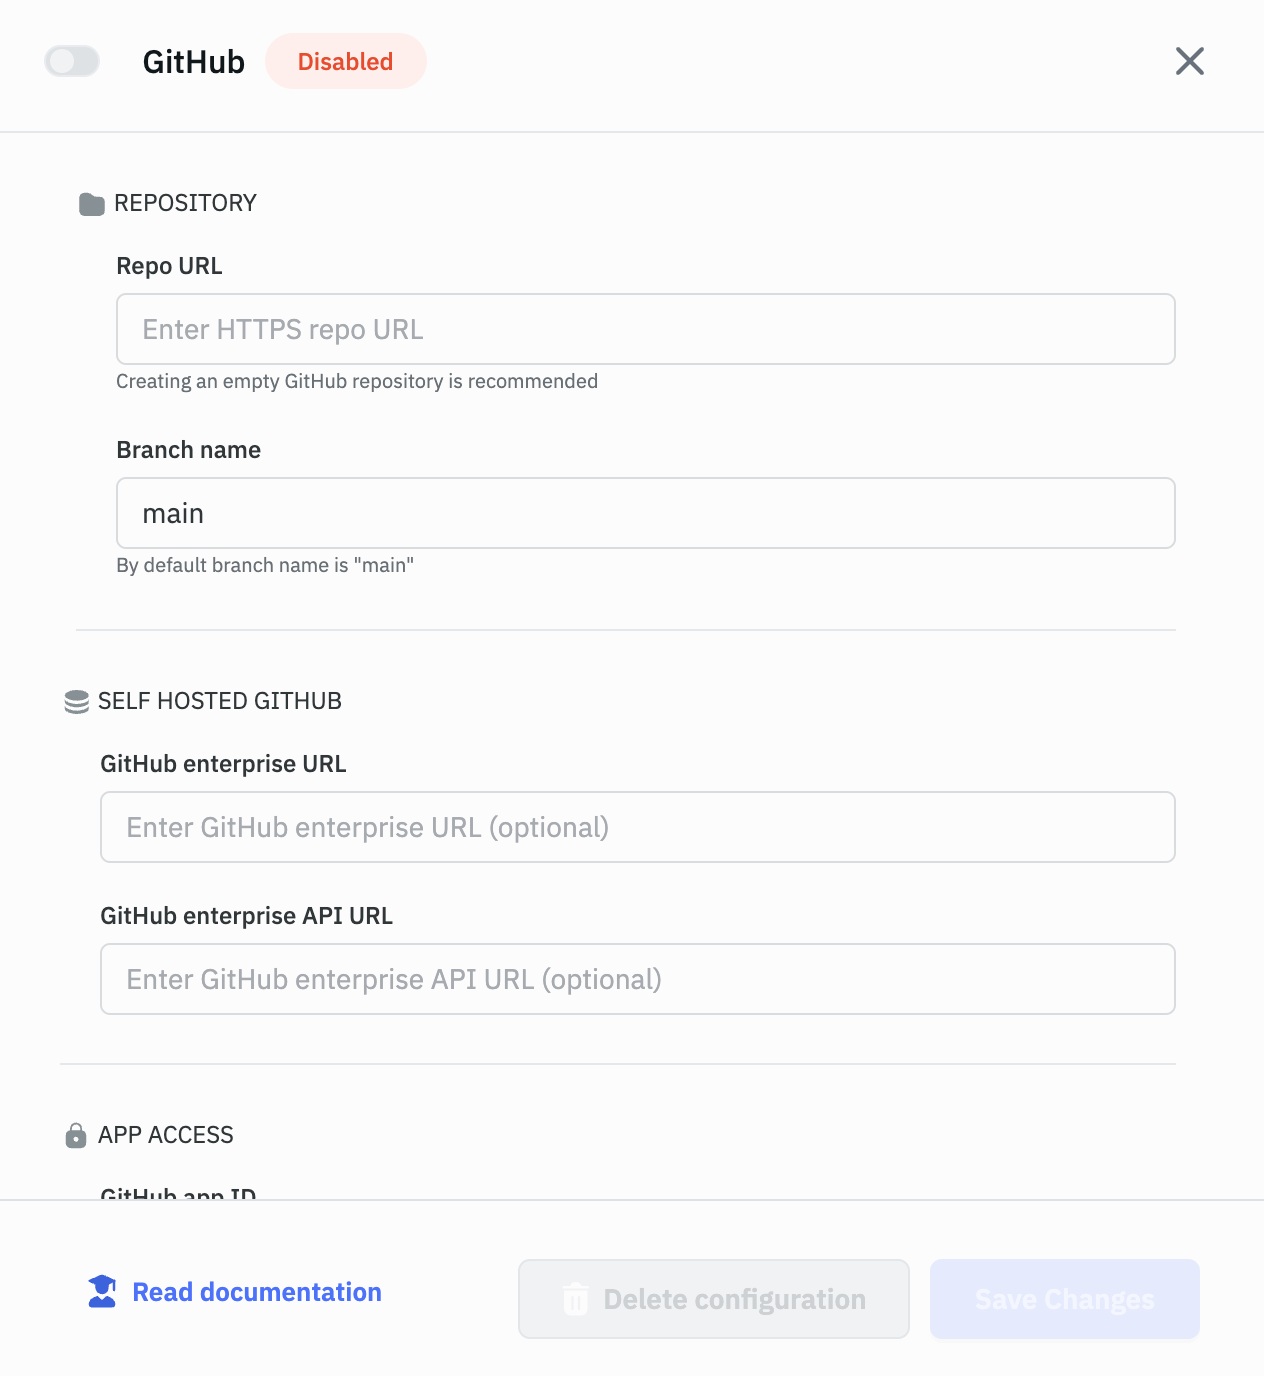 GitHub Disabled
REPOSITORY
Repo URL
Enter HTTPS repo URL
Creating an empty GitHub repository is recommended
Branch name
main
By default branch name is "main"
SELF HOSTED GITHUB
GitHub enterprise URL
Enter GitHub enterprise URL (optional)
GitHub enterprise API URL
Enter GitHub enterprise API URL (optional)
APP ACCESS
GitHub app ID
Read documentation
Delete configuration
Save Changes